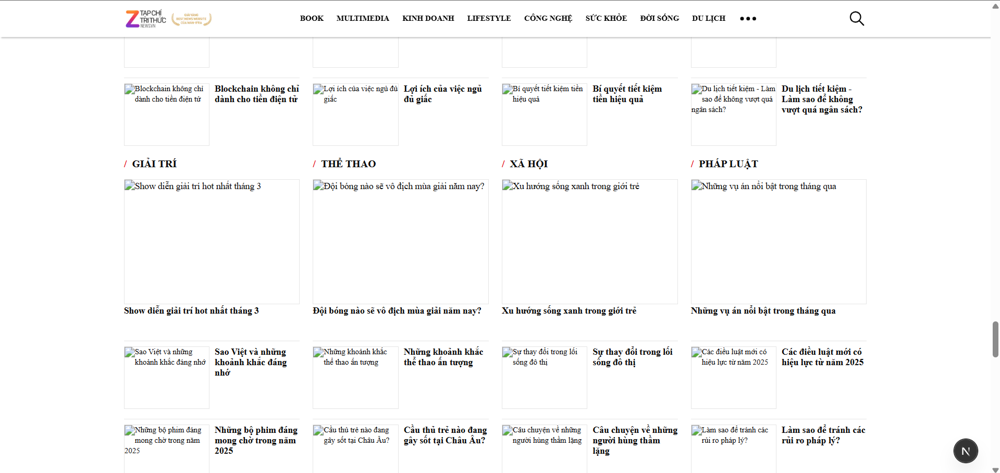 TẠP CHÍ
TRI THỨC
NEWS.VN
GIẢI VÀNG
BEST NEWS WEBSITE
CỦA WAN-IFRA
BOOK MULTIMEDIA KINH DOANH LIFESTYLE CÔNG NGHỆ SỨC KHỎE ĐỜI SỐNG DU LỊCH
Blockchain không chỉ
dành cho tiền điện tử
Blockchain không chỉ
dành cho tiền điện tử
Lợi ích của việc ngủ đủ
giấc
Lợi ích của việc ngủ
đủ giấc
Bí quyết tiết kiệm tiền
hiệu quả
Bí quyết tiết kiệm
tiền hiệu quả
Du lịch tiết kiệm - Làm
sao để không vượt quá
ngân sách?
Du lịch tiết kiệm -
Làm sao để không
vượt quá ngân sách?
/ GIẢI TRÍ
/ THỂ THAO
/ XÃ HỘI
/ PHÁP LUẬT
Show diễn giải trí hot nhất tháng 3
Đội bóng nào sẽ vô địch mùa giải năm nay?
Xu hướng sống xanh trong giới trẻ
Những vụ án nổi bật trong tháng qua
Show diễn giải trí hot nhất tháng 3
Đội bóng nào sẽ vô địch mùa giải năm nay?
Xu hướng sống xanh trong giới trẻ
Những vụ án nổi bật trong tháng qua
Sao Việt và những
khoảnh khắc đáng nhớ
Sao Việt và những
khoảnh khắc đáng
nhớ
Những khoảnh khắc
thể thao ấn tượng
Những khoảnh khắc
thể thao ấn tượng
Sự thay đổi trong lối
sống đô thị
Sự thay đổi trong lối
sống đô thị
Các điều luật mới có
hiệu lực từ năm 2025
Các điều luật mới có
hiệu lực từ năm 2025
Những bộ phim đáng
mong chờ trong năm
2025
Những bộ phim đáng
mong chờ trong năm
2025
Cầu thủ trẻ nào đang
gây sốt tại Châu Âu?
Cầu thủ trẻ nào đang
gây sốt tại Châu Âu?
Câu chuyện về những
người hùng thầm lặng
Câu chuyện về những
người hùng thầm
lặng
Làm sao để tránh các
rủi ro pháp lý?
Làm sao để tránh các
rủi ro pháp lý?
N